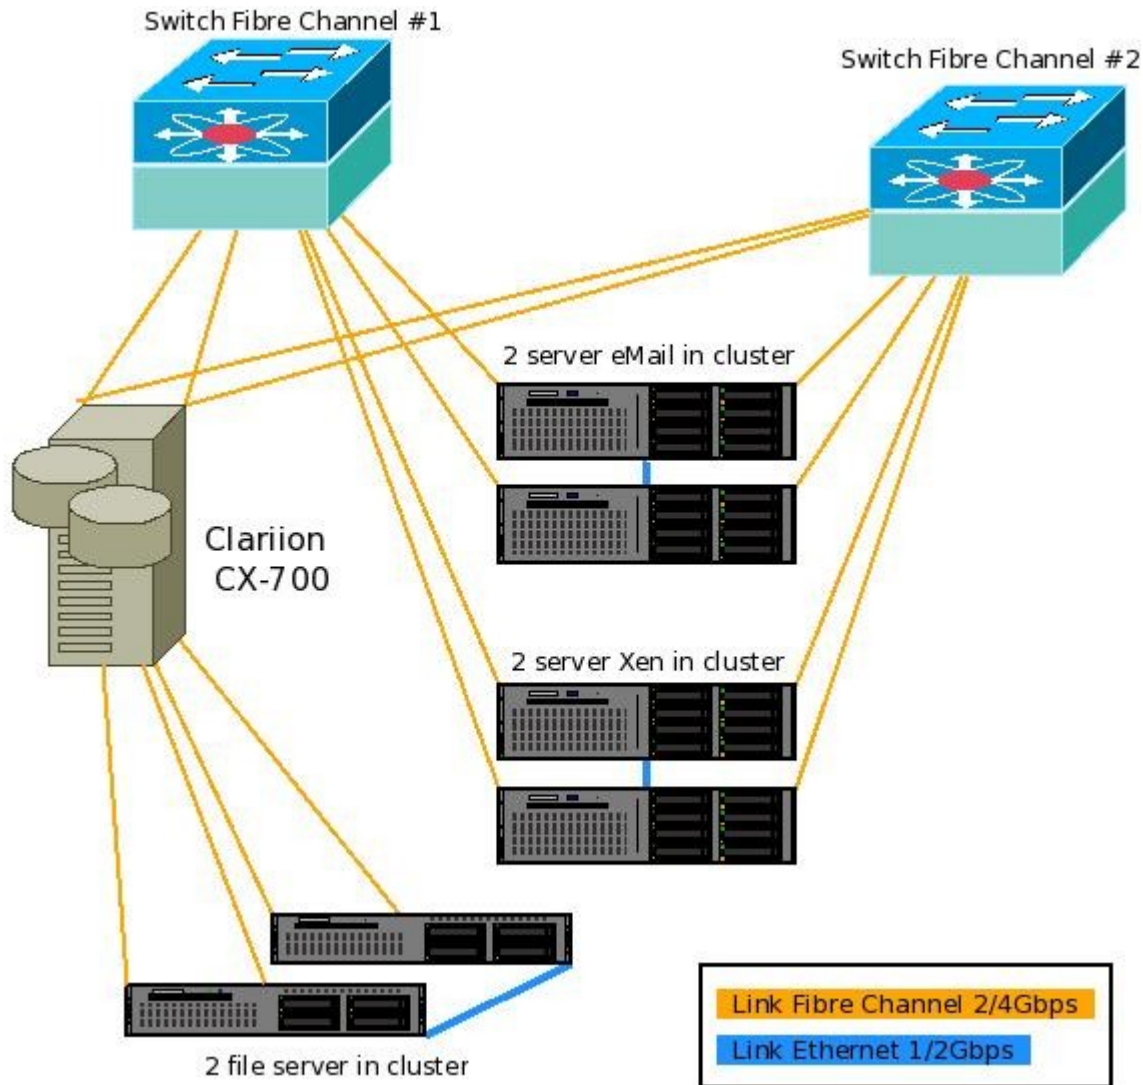 Switch Fibre Channel #1
Switch Fibre Channel #2
2 server eMail in cluster
Clariion
CX-700
2 server Xen in cluster
2 file server in cluster
Link Fibre Channel 2/4Gbps
Link Ethernet 1/2Gbps